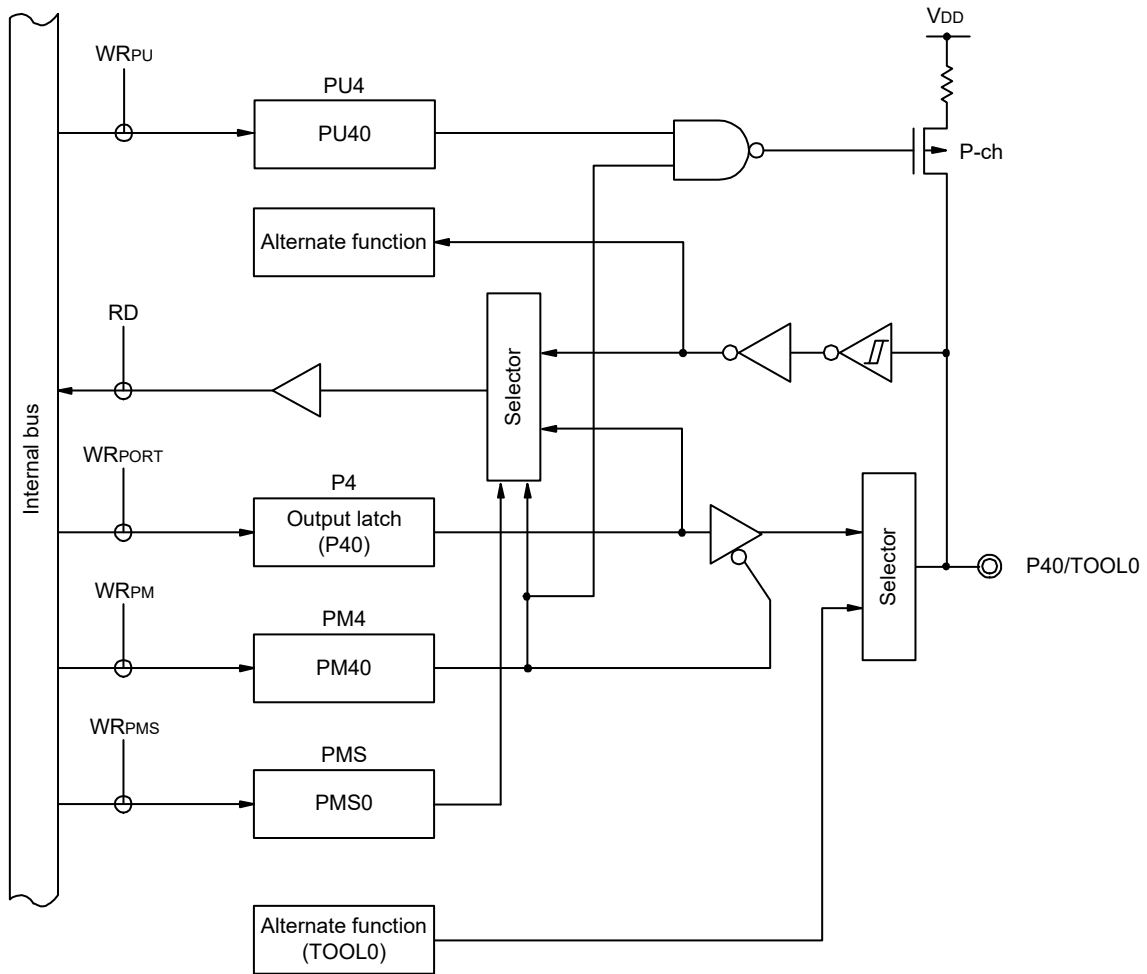 VDD
WRPU
PU4
PU40
P-ch
Alternate function
RD
Selector
Internal bus
WRPORT
P4
Output latch
(P40)
Selector
P40/TOOL0
WRPM
PM4
PM40
WRPMS
PMS
PMS0
Alternate function
(TOOL0)